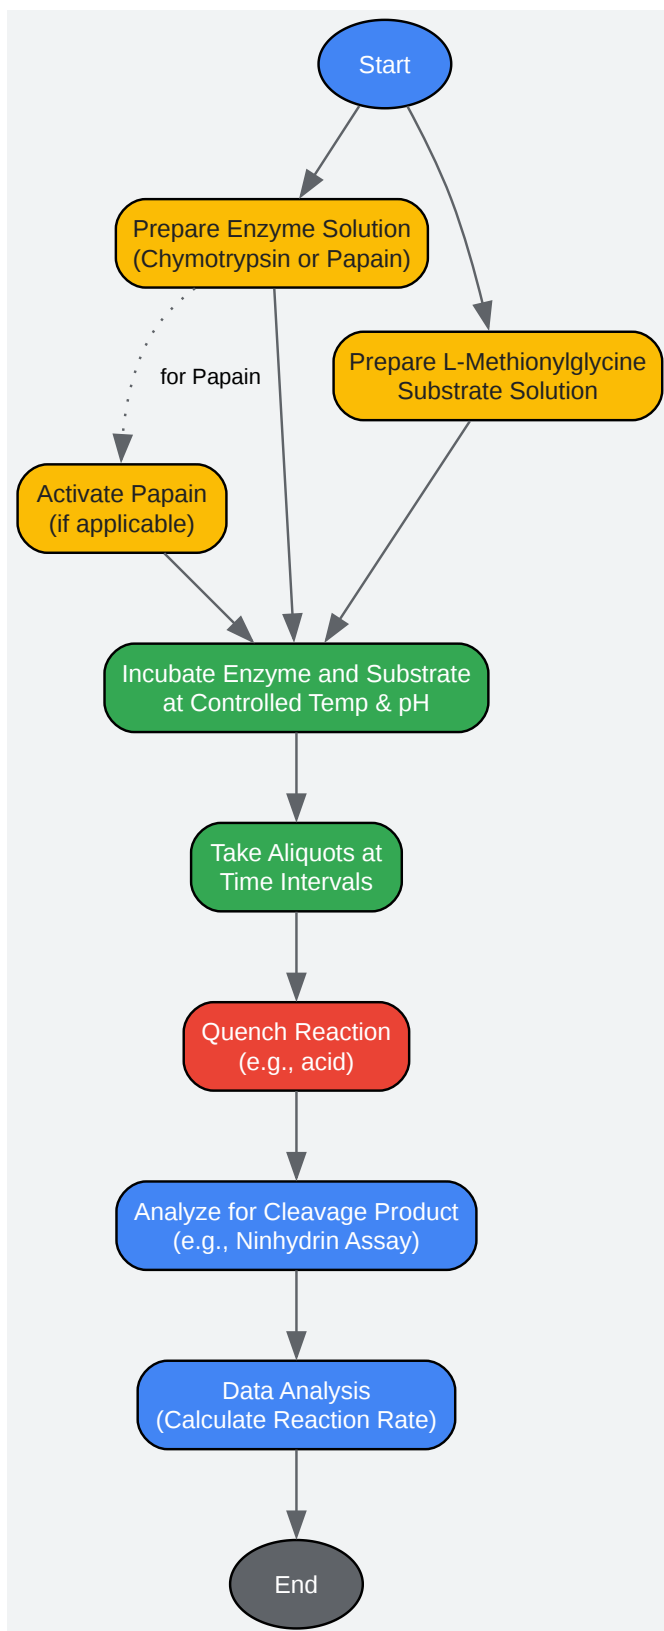 Start
Prepare Enzyme Solution
(Chymotrypsin or Papain)
Prepare L-Methionylglycine
Substrate Solution
for Papain
Activate Papain
(if applicable)
Incubate Enzyme and Substrate
at Controlled Temp & pH
Take Aliquots at
Time Intervals
Quench Reaction
(e.g., acid)
Analyze for Cleavage Product
(e.g., Ninhydrin Assay)
Data Analysis
(Calculate Reaction Rate)
End